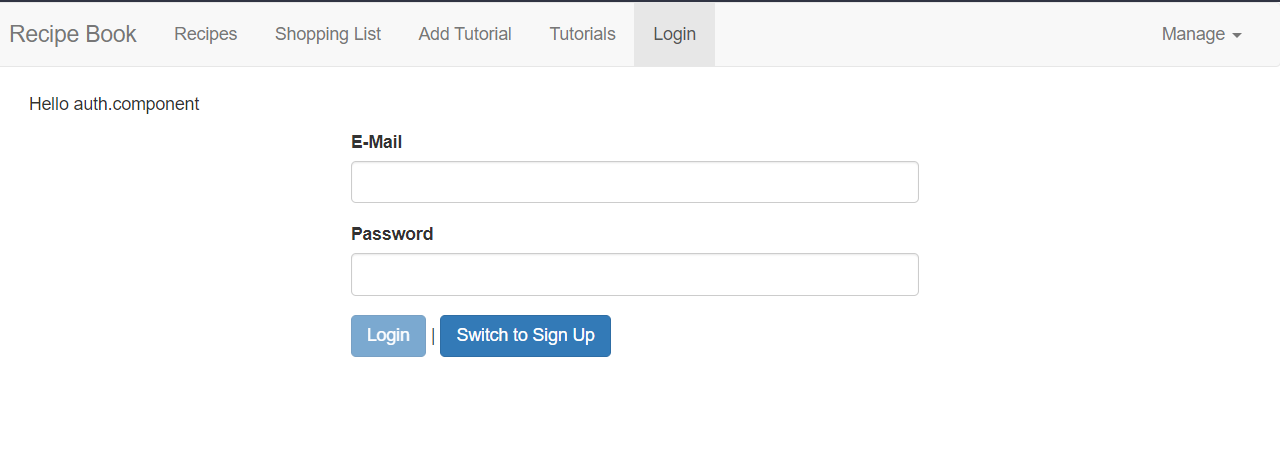 Recipe Book Recipes Shopping List Add Tutorial Tutorials Login Manage
Hello auth.component
E-Mail
Password
Login | Switch to Sign Up